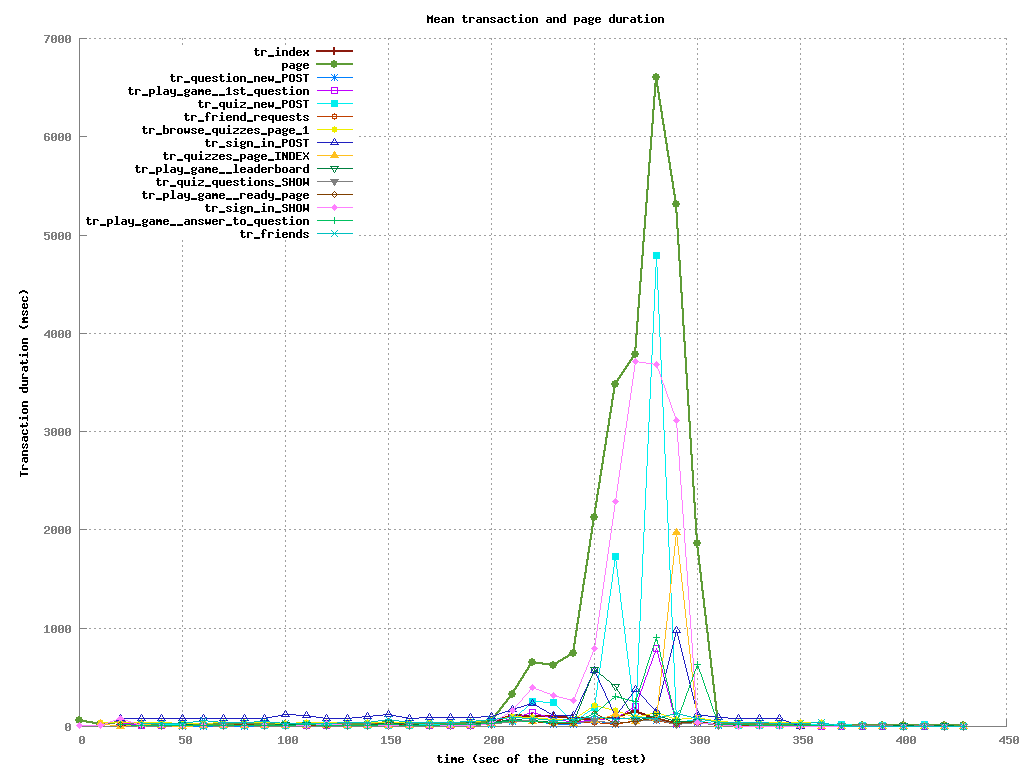 Mean transaction and page duration
7000
6000
5000
4000
3000
2000
1000
0
Transaction duration (msec)
tr_index
page
tr_question_new_POST
tr_play_game__1st_question
tr_quiz_new_POST
tr_friend_requests
tr_browse_quizzes_page_1
tr_sign_in_POST
tr_quizzes_page_INDEX
tr_play_game__leaderboard
tr_quiz_questions_SHOW
tr_play_game__ready_page
tr_sign_in_SHOW
tr_play_game__answer_to_question
tr_friends
0 50 100 150 200 250 300 350 400 450
time (sec of the running test)